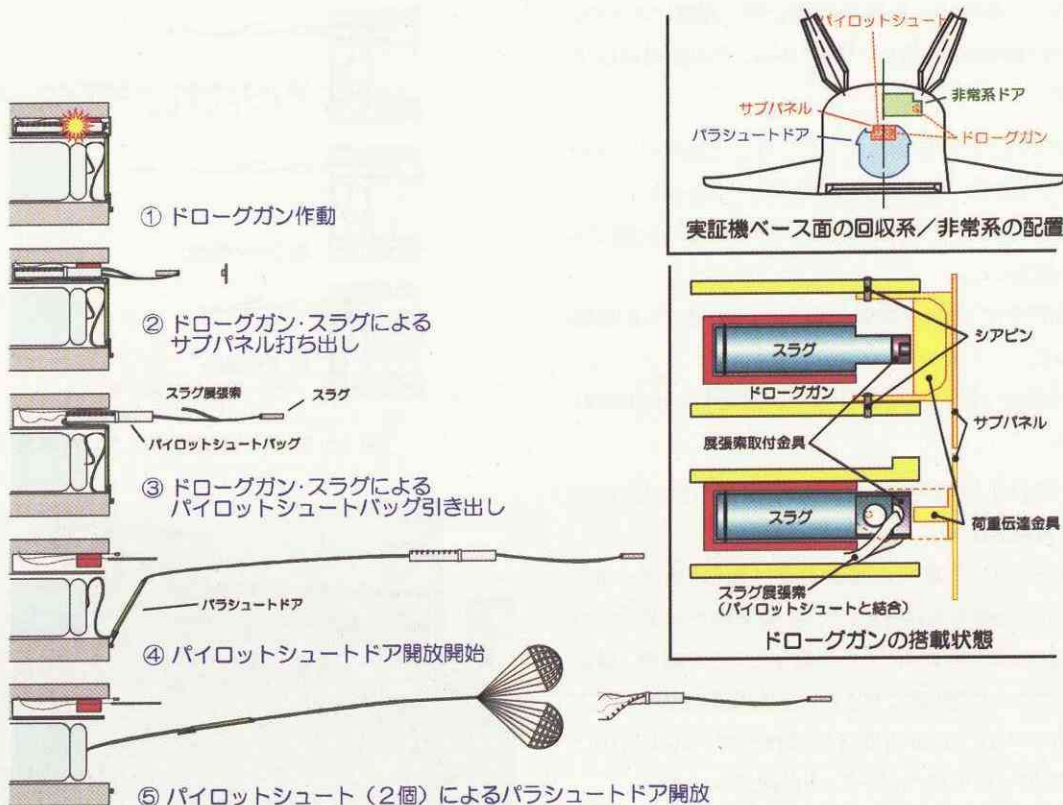 ① ドローグガン作動
② ドローグガン・スラグによる
サブパネル打ち出し
スラグ展張索
スラグ
パイロットシュートバッグ
③ ドローグガン・スラグによる
パイロットシュートバッグ引き出し
パラシュートドア
④ パイロットシュートドア開放開始
⑤ パイロットシュート（2個）によるパラシュートドア開放
パイロットシュート
非常系ドア
サブパネル
ドローグガン
パラシュートドア
実証機ベース面の回収系／非常系の配置
シアピン
スラグ
ドローグガン
サブパネル
展張索取付金具
スラグ
荷重伝達金具
スラグ展張索
（パイロットシュートと結合）
ドローグガンの搭載状態